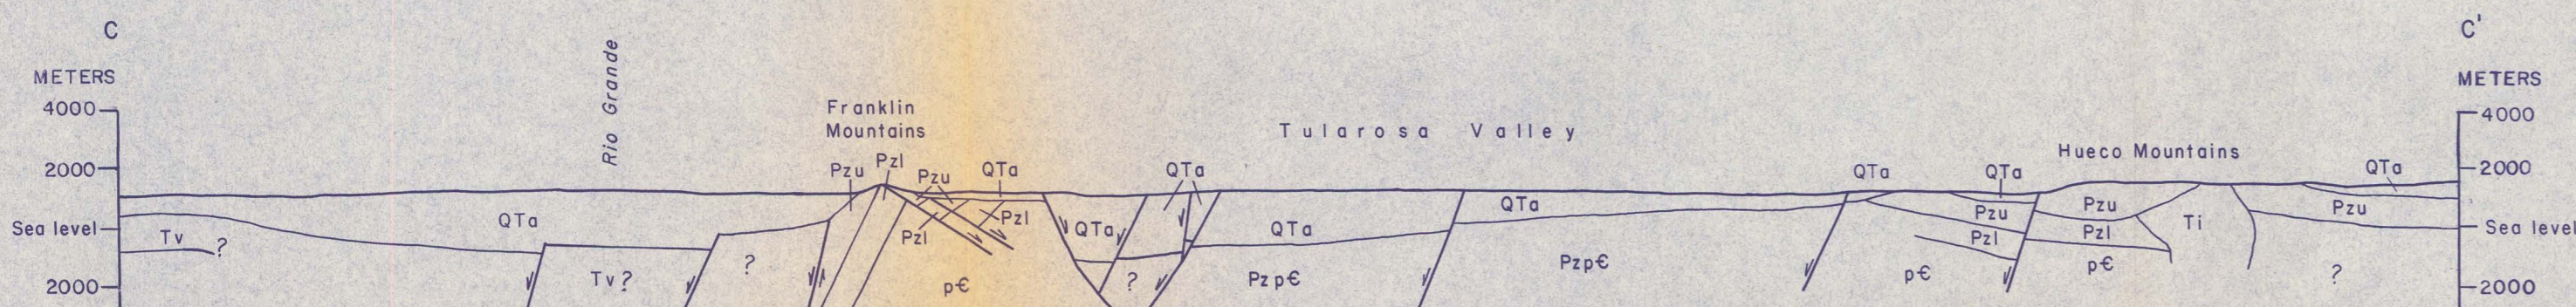 C
C'
METERS
METERS
4000
4000
Rio Grande
Franklin
Mountains
Tularosa Valley
Hueco Mountains
2000
2000
Pzu
Pzl
Pzu
QTa
QTa
QTa
QTa
QTa
Sea level
Sea level
Tv
?
QTa
Pzl
Pzl
QTa
QTa
QTa
Pzu
Pzl
Pzu
Pzl
Ti
Pzu
2000
2000
Tv?
?
p€
?
Pz p€
Pzp€
p€
p€
?